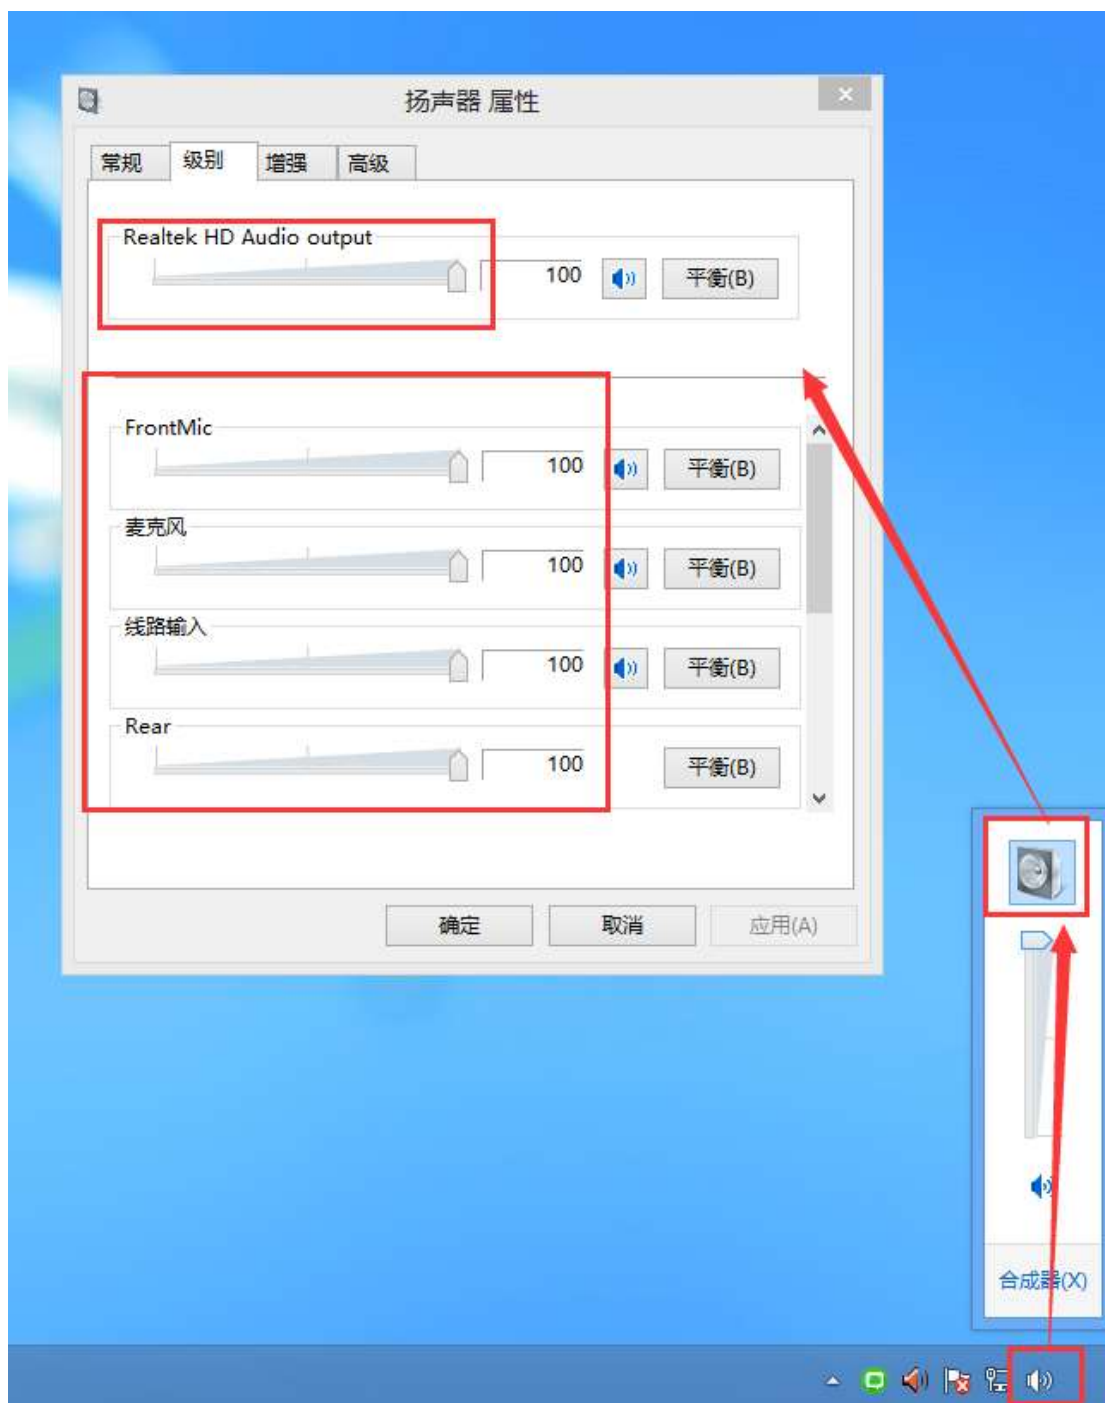 扬声器 属性
常规 级别 增强 高级
Realtek HD Audio output
100 平衡(B)
FrontMic
100 平衡(B)
麦克风
100 平衡(B)
线路输入
100 平衡(B)
Rear
100 平衡(B)
确定 取消 应用(A)
合成器(X)